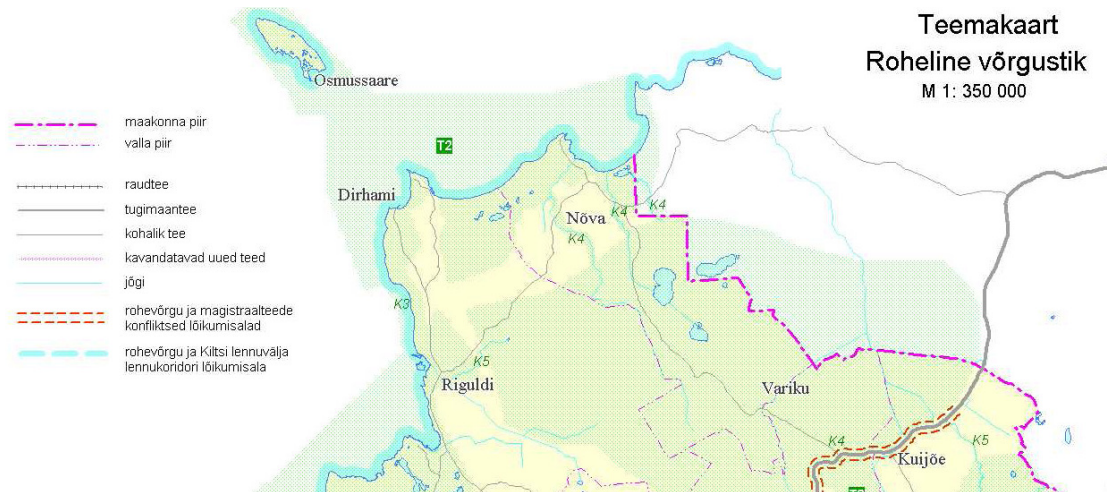 Teemakaart
Roheline võrgustik
M 1: 350 000
Osmussaare
maakonna piir
valla piir
T2
raudtee
Dirhami
tugimaantee
K4
K4
kohalik tee
Nõva
K4
kavandatavad uued teed
jõgi
K3
rohevõrgu ja magistraalteede
konfliktsed lõikumisalad
rohevõrgu ja Kiltsi lennuvälja
lennukoridori lõikumisala
K5
Riguldi
Variku
K4
K5
Kuijõe